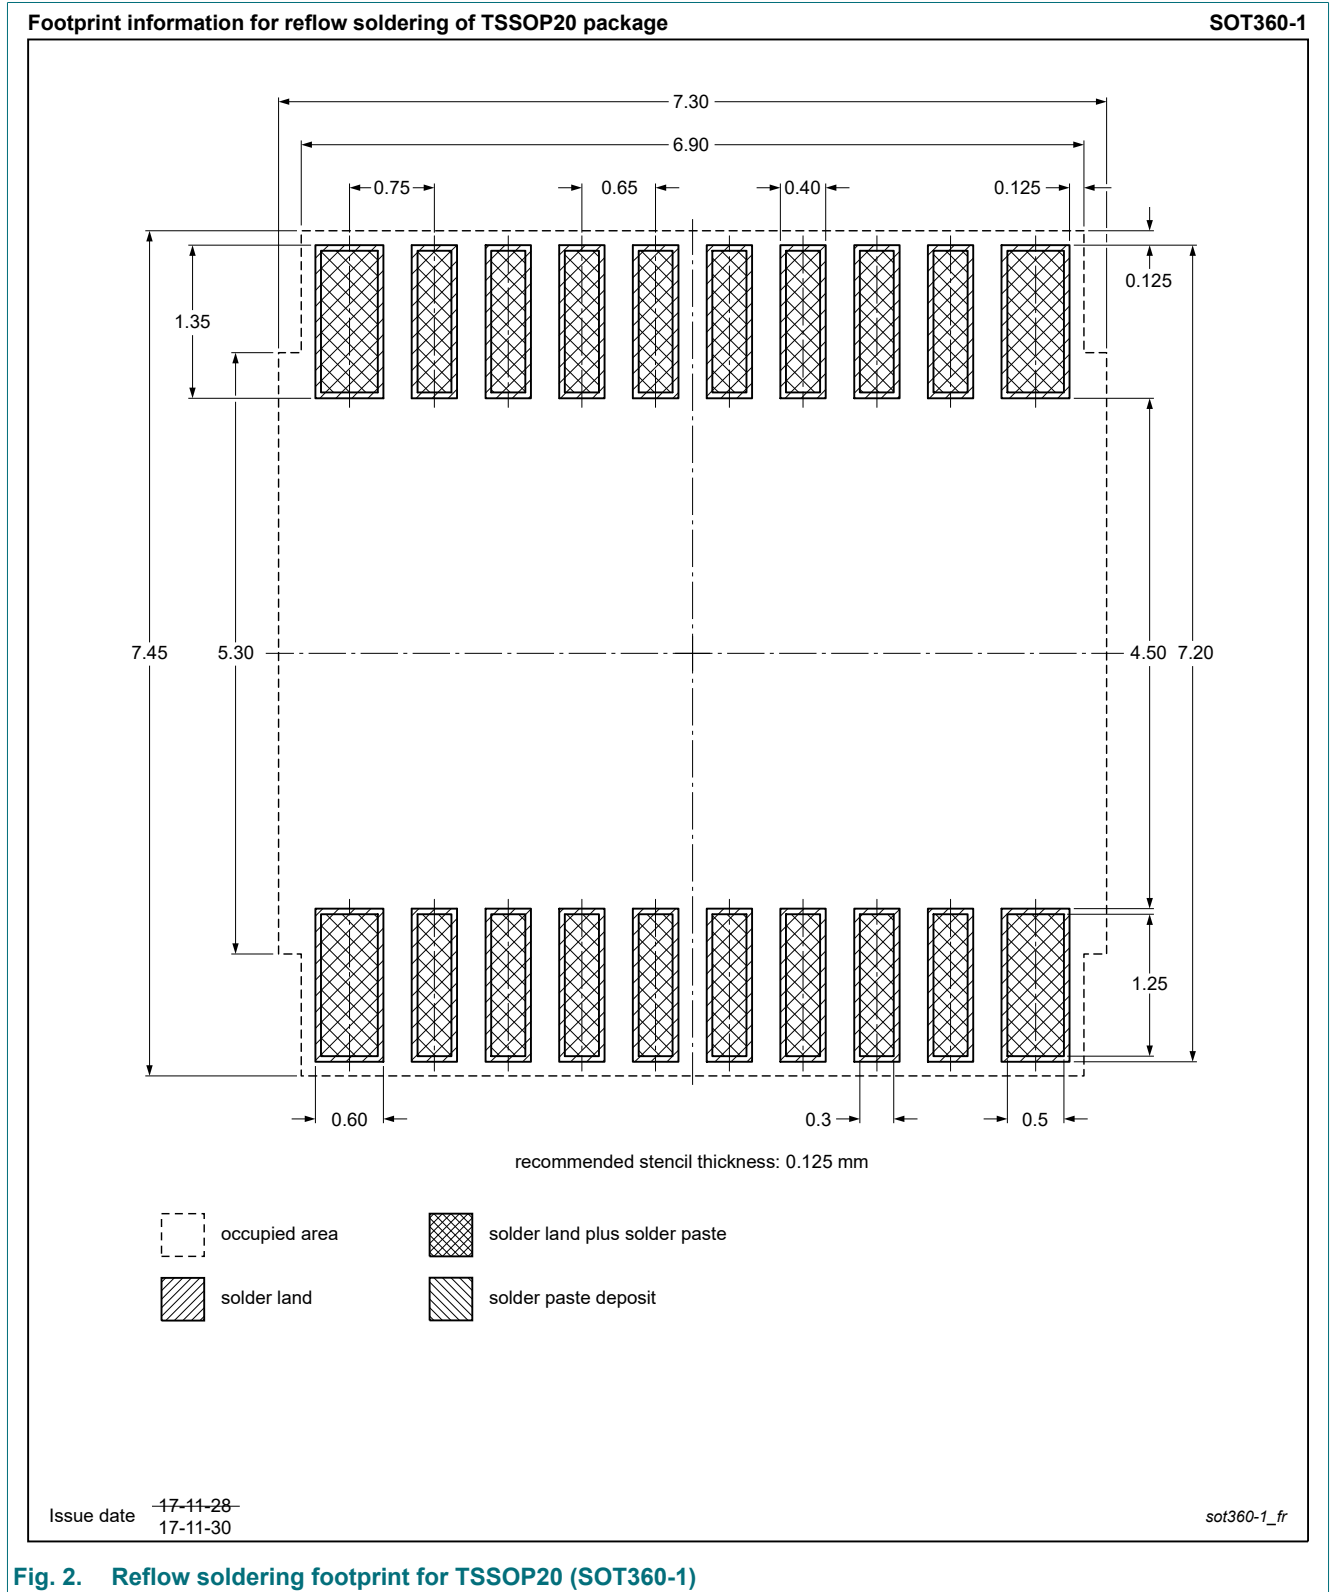 Footprint information for reflow soldering of TSSOP20 package SOT360-1
7.30
6.90
0.75 0.65 0.40 0.125
0.125
1.35
7.45 5.30 4.50 7.20
1.25
0.60 0.3 0.5
recommended stencil thickness: 0.125 mm
occupied area solder land plus solder paste
solder land solder paste deposit
17-11-28
Issue date
17-11-30
sot360-1_fr
Fig. 2. Reflow soldering footprint for TSSOP20 (SOT360-1)